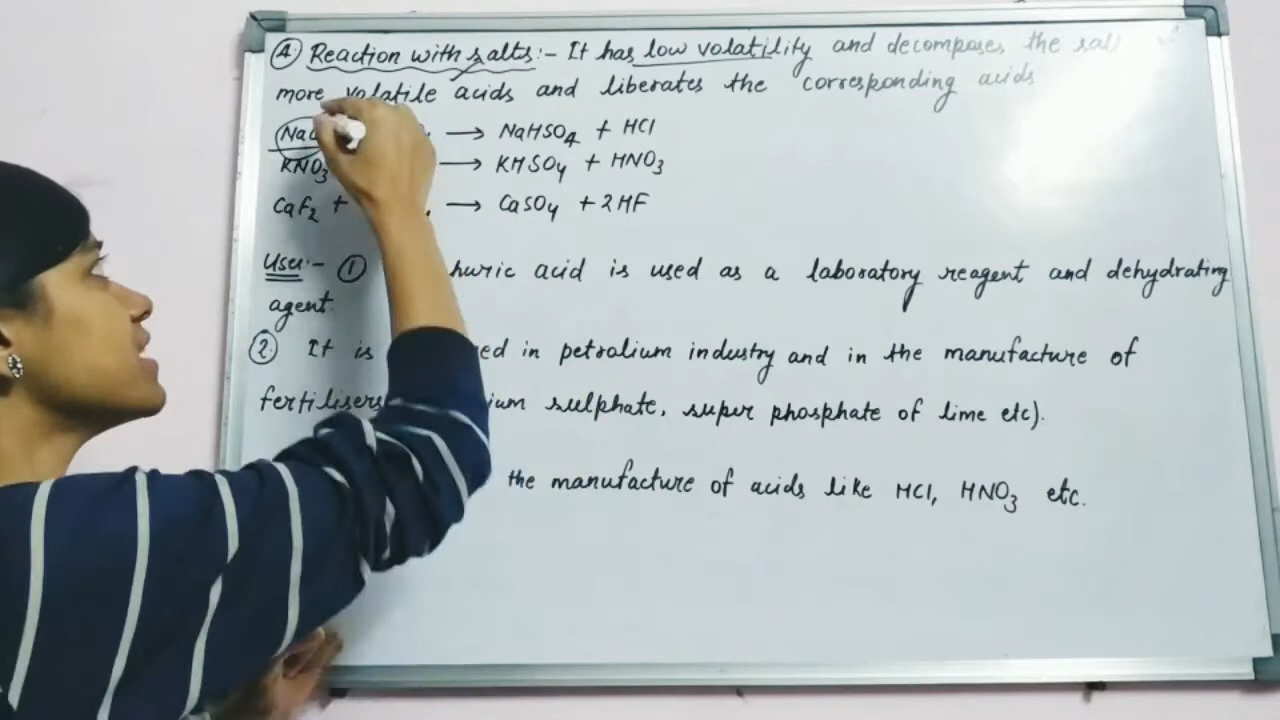 4. Reaction with salts:- It has low volatility and decomposes the salt
more volatile acids and liberates the corresponding acids
→ NaHSO4 + HCl
KNO3 → KHSO4 + HNO3
CaF2 + → CaSO4 + 2HF
Uses:- 1 huric acid is used as a laboratory reagent and dehydrating
agent.
2. It is ed in petrolium industry and in the manufacture of
fertilisers ium sulphate, super phosphate of lime etc).
the manufacture of acids like HCl, HNO3 etc.